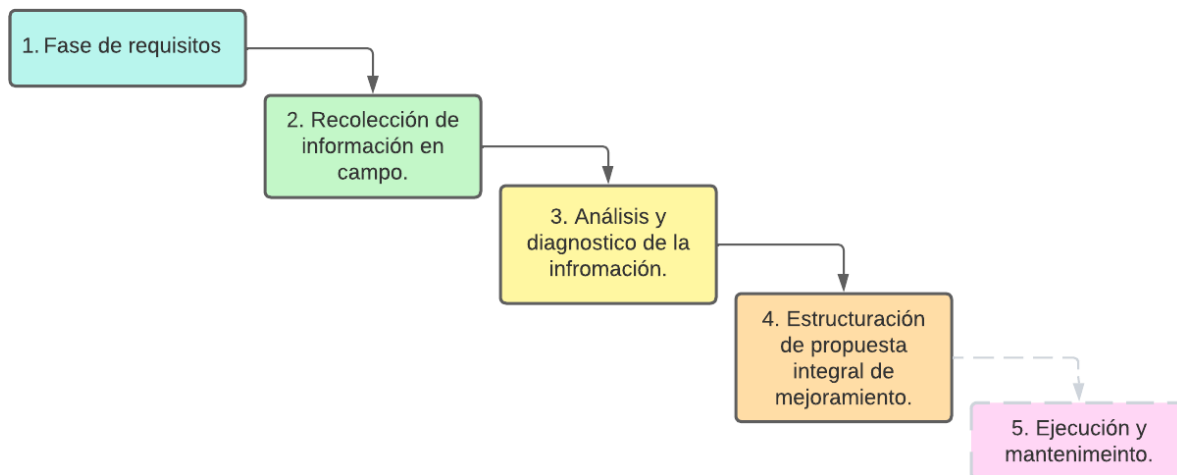 1. Fase de requisitos
2. Recolección de
información en
campo.
3. Análisis y
diagnostico de la
infromación.
4. Estructuración
de propuesta
integral de
mejoramiento.
5. Ejecución y
mantenimeinto.